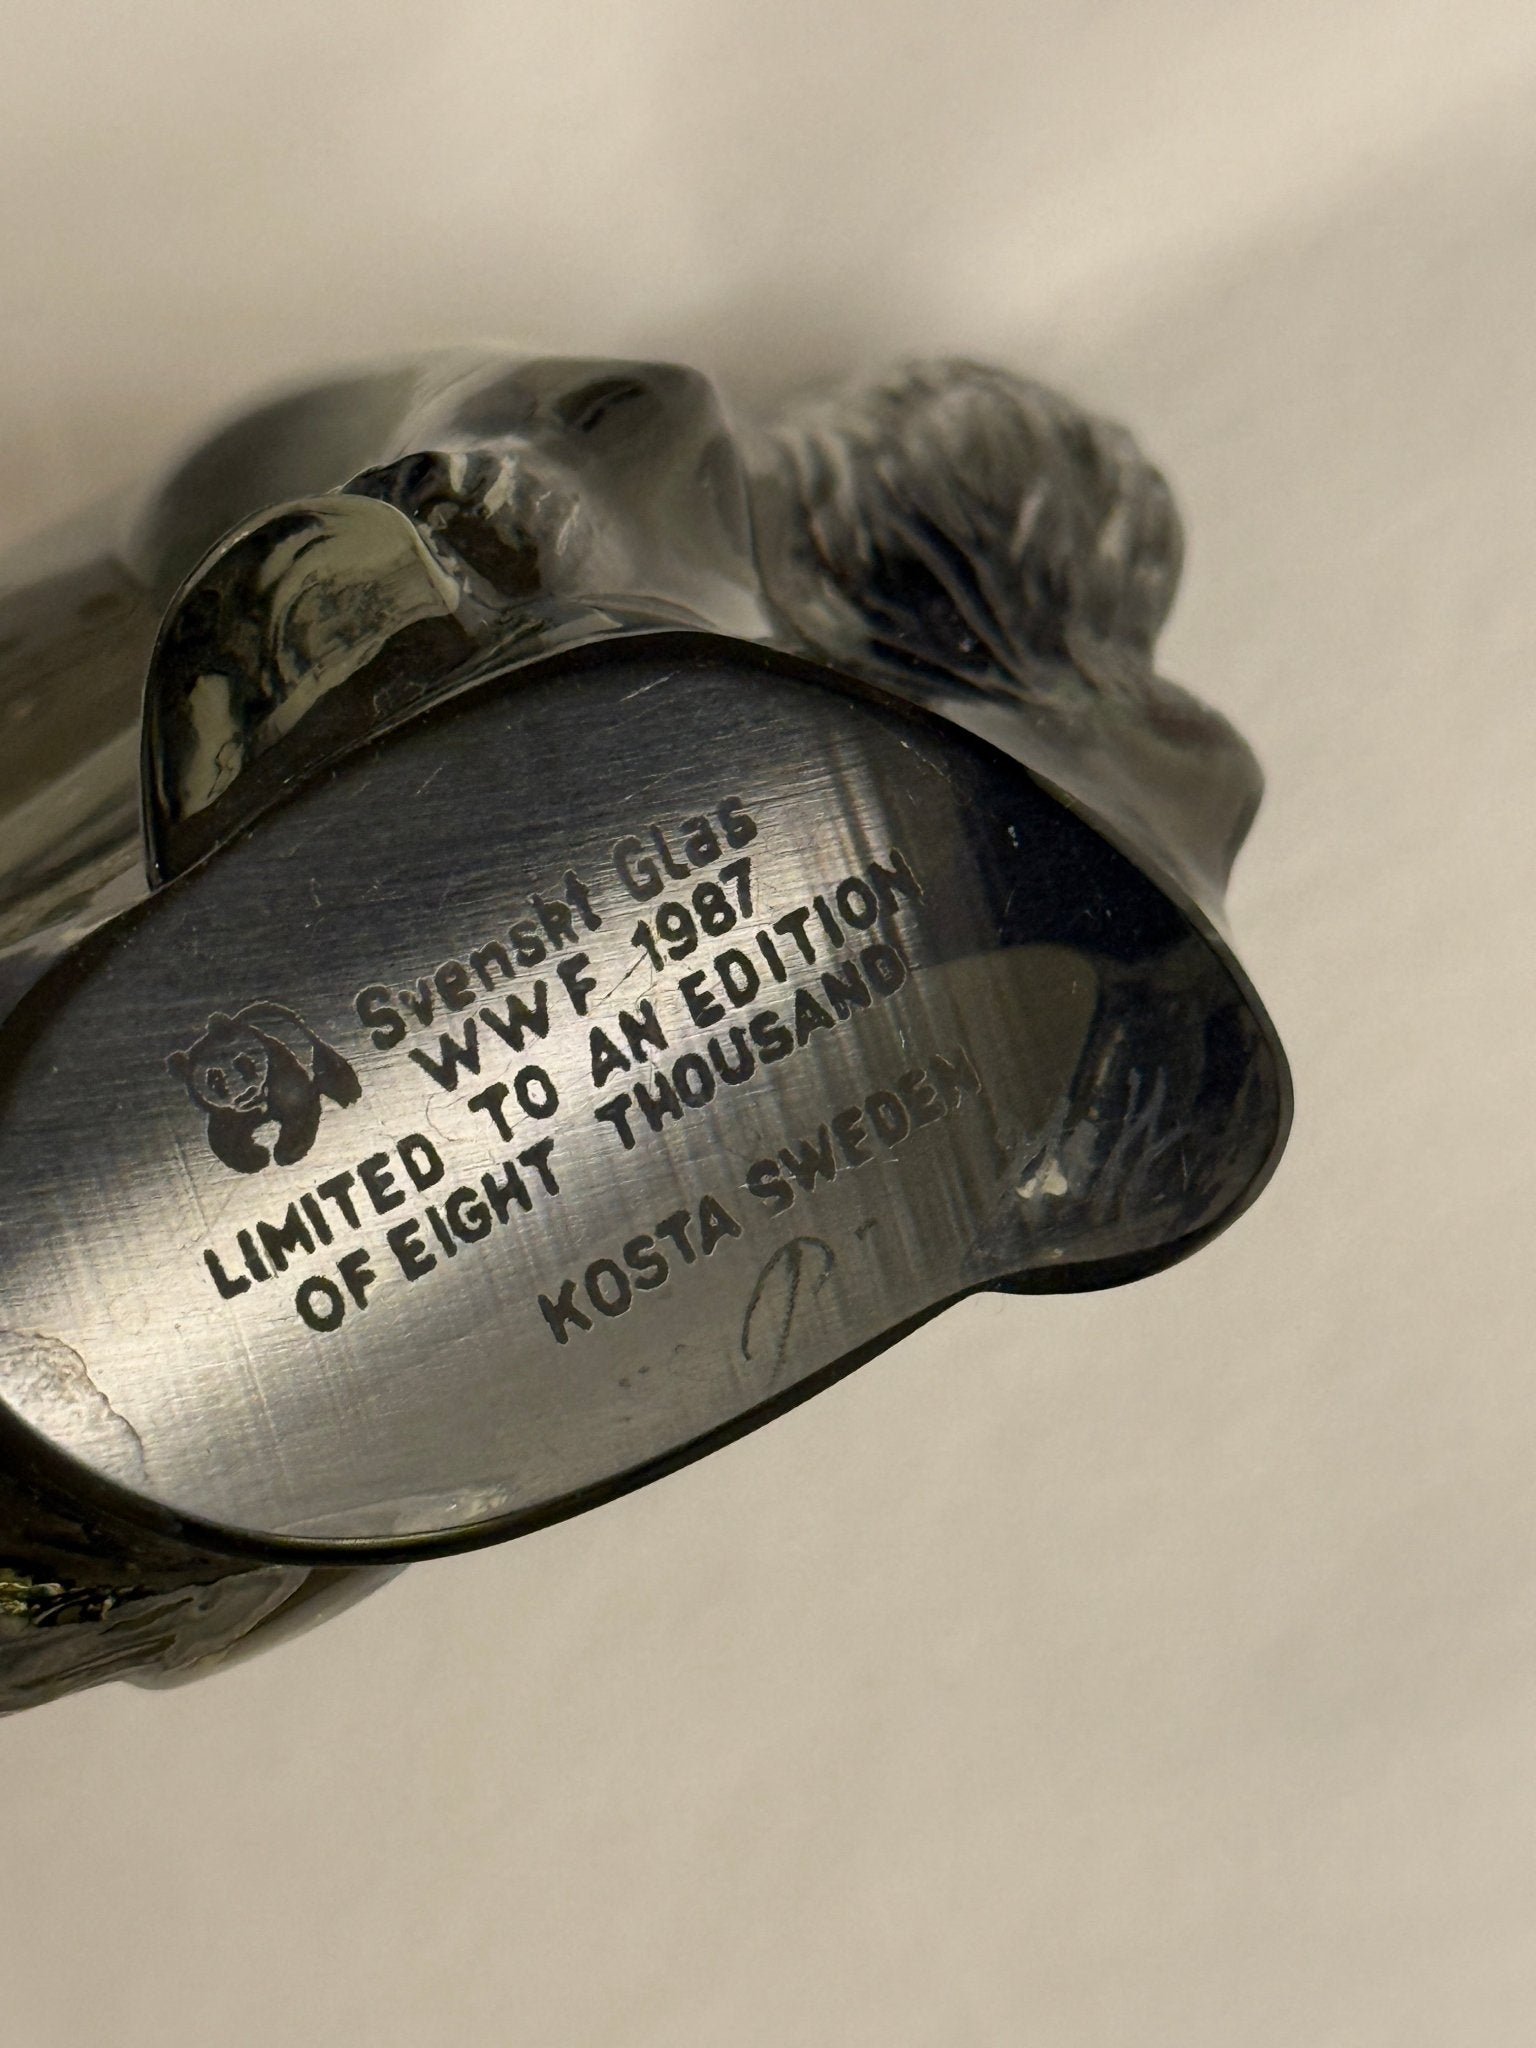 Svenskt Glas
WWF 1987
LIMITED TO AN EDITION
OF EIGHT THOUSAND
KOSTA SWEDEN